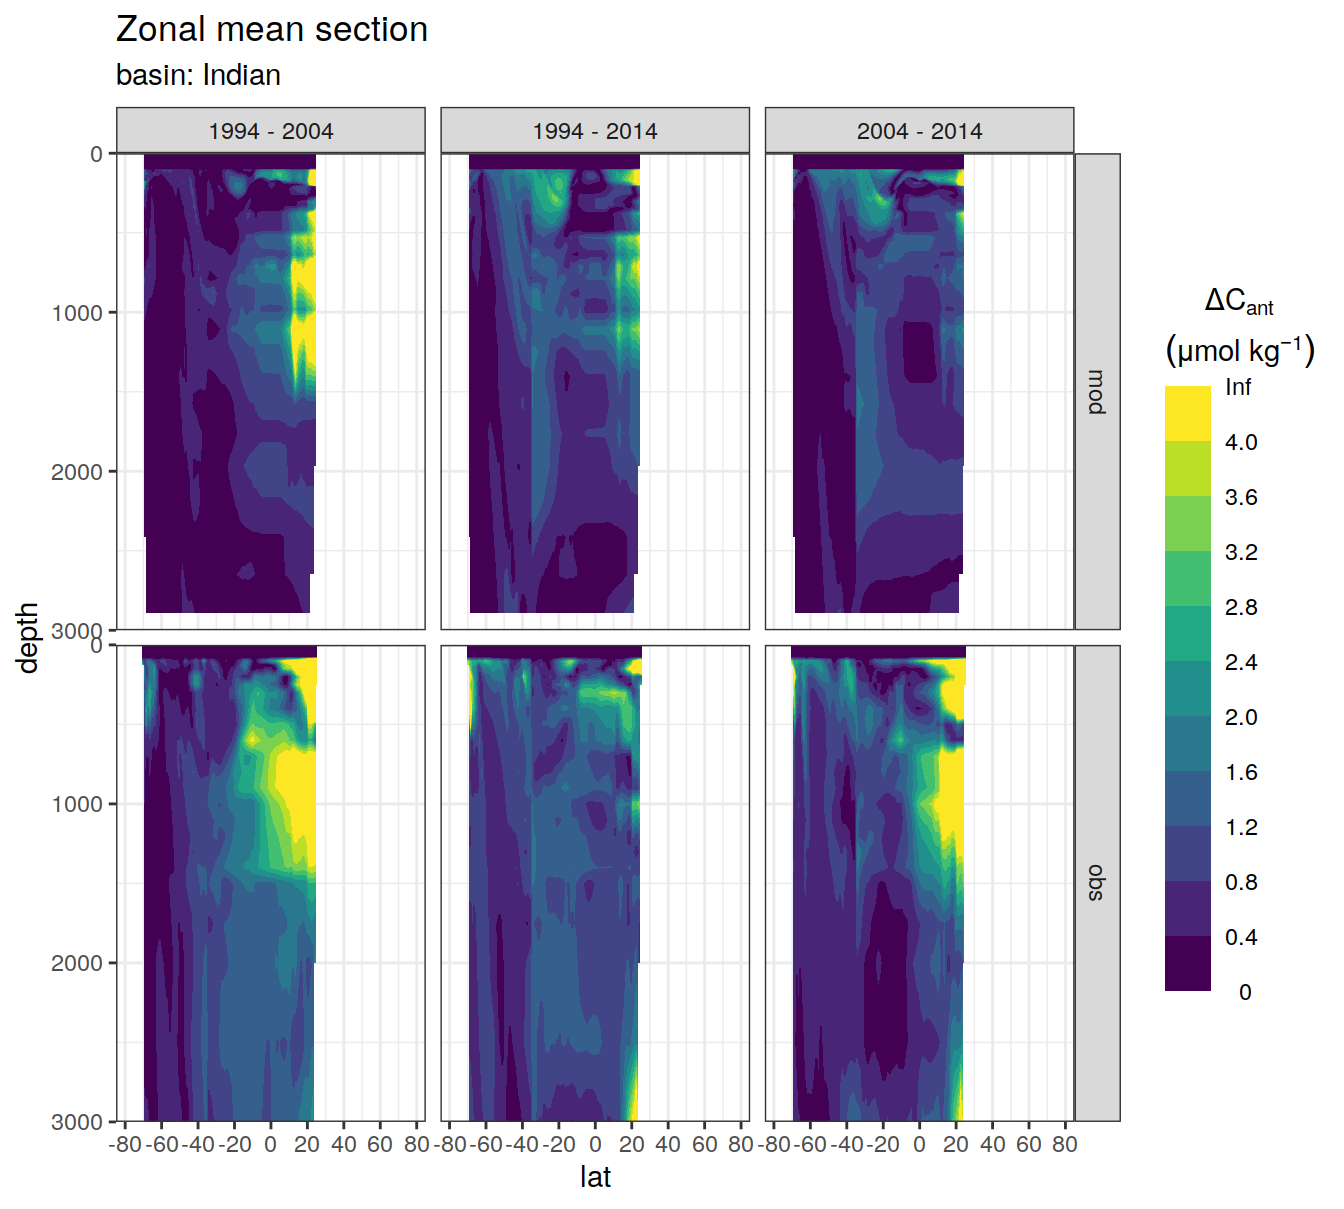 Zonal mean section
basin: Indian
1994 - 2004
1994 - 2014
2004 - 2014
0
1000
2000
3000
mod
0
1000
2000
3000
obs
depth
-80 -60 -40 -20 0 20 40 60 80
-80 -60 -40 -20 0 20 40 60 80
-80 -60 -40 -20 0 20 40 60 80
lat
ΔCant
(μmol kg⁻¹)
Inf
4.0
3.6
3.2
2.8
2.4
2.0
1.6
1.2
0.8
0.4
0